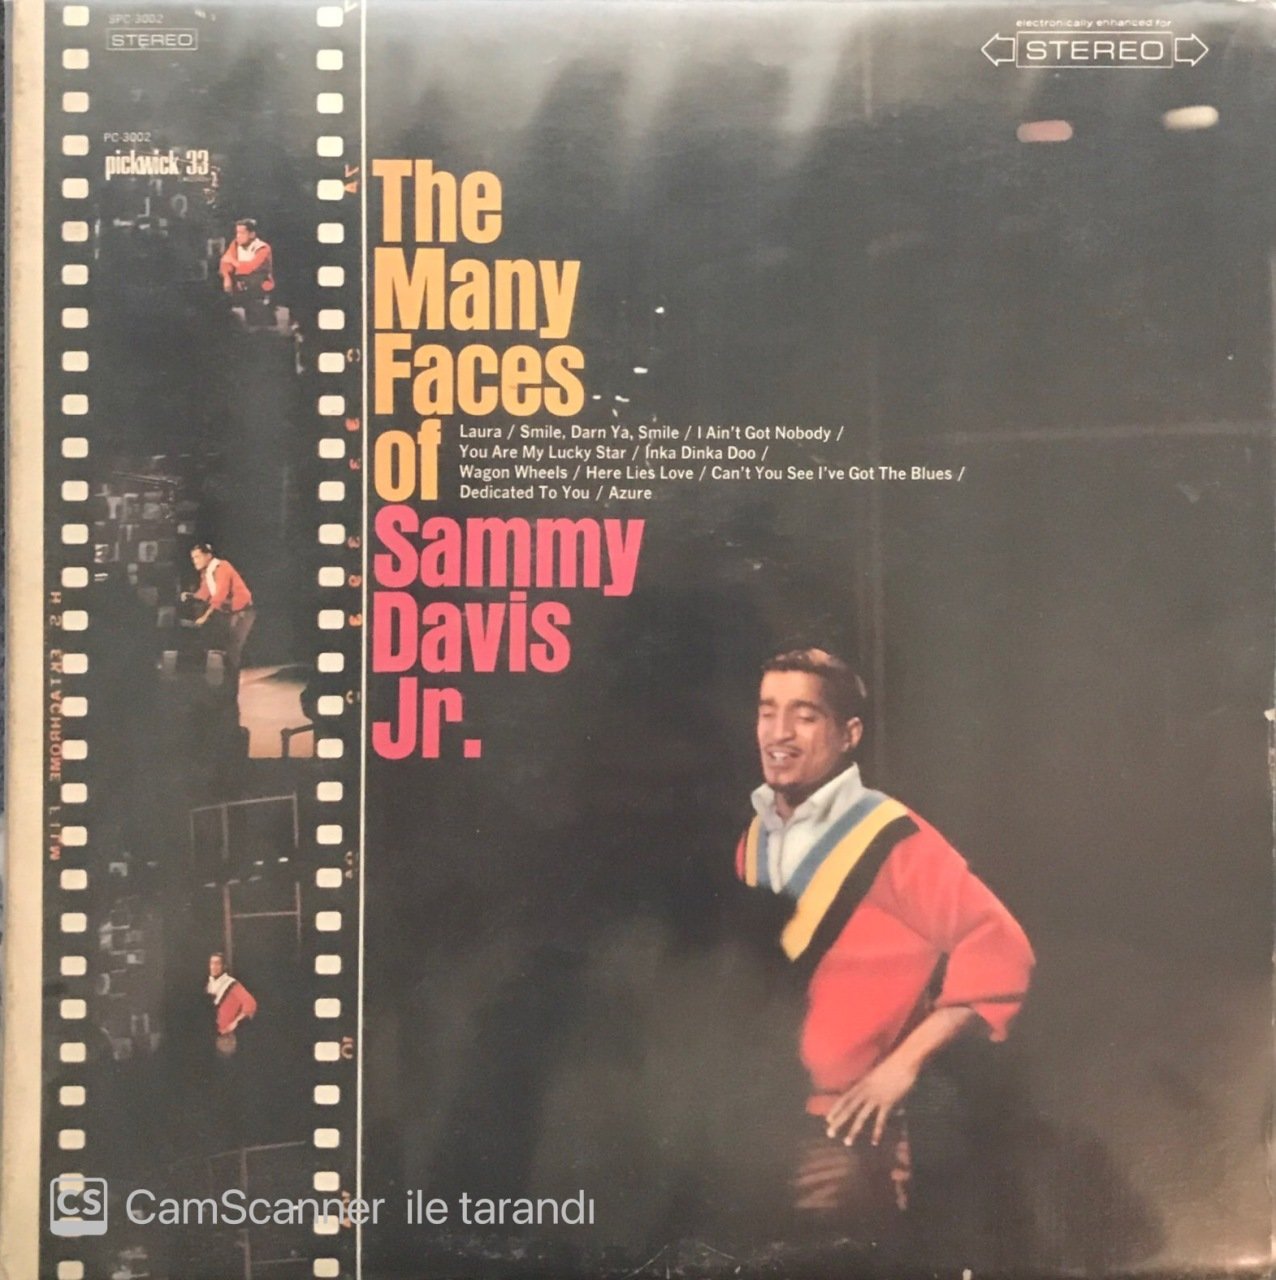 SPC-3002
STEREO
electronically enhanced for
STEREO
PC-3002
pickwick 33
The
Many
Faces
of
Laura / Smile, Darn Ya, Smile / I Ain't Got Nobody /
You Are My Lucky Star / Inka Dinka Doo /
Wagon Wheels / Here Lies Love / Can't You See I've Got The Blues /
Dedicated To You / Azure
Sammy
Davis
Jr.
CS CamScanner ile tarandı